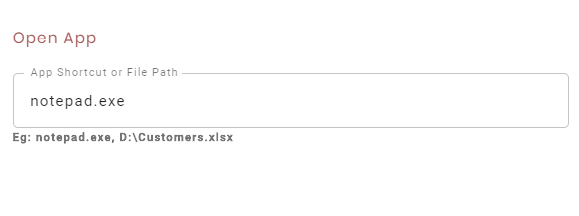 Open App
App Shortcut or File Path
notepad.exe
Eg: notepad.exe, D:\Customers.xlsx